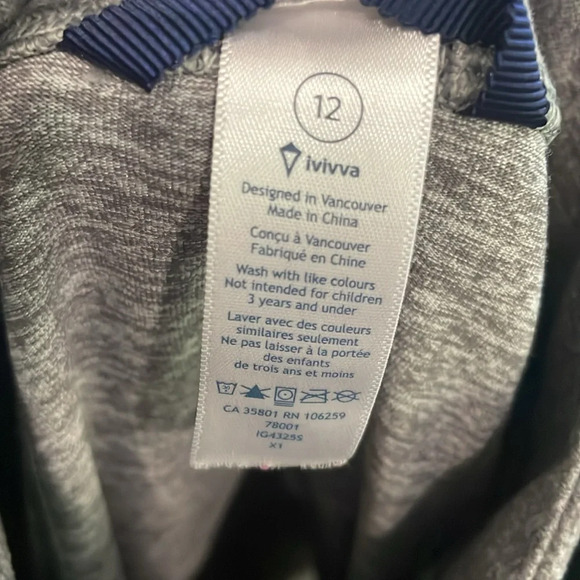 12
ivivva
Designed in Vancouver
Made in China
Conçu à Vancouver
Fabriqué en Chine
Wash with like colours
Not intended for children
3 years and under
Laver avec des couleurs
similaires seulement
Ne pas laisser à la portée
des enfants
de trois ans et moins
CA 35801 RN 106259
78001
IG4325S
X1